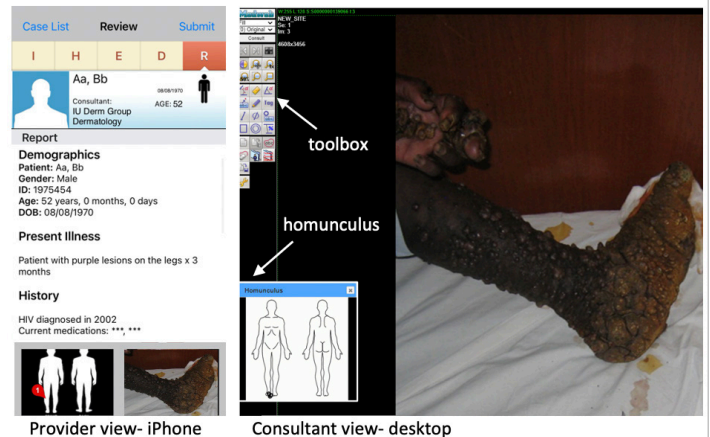 Case List Review Submit
I H E D R
Aa, Bb
08/08/1970
Consultant: AGE: 52
IU Derm Group
Dermatology
Report
Demographics
Patient: Aa, Bb
Gender: Male
ID: 1975454
Age: 52 years, 0 months, 0 days
DOB: 08/08/1970
Present Illness
Patient with purple lesions on the legs x 3
months
History
HIV diagnosed in 2002
Current medications: ***, ***
1
Provider view- iPhone
NEW_SITE
Se: 1
Im: 3
4608x3456
Original
Consult
Tag
toolbox
homunculus
Homunculus
Consultant view- desktop